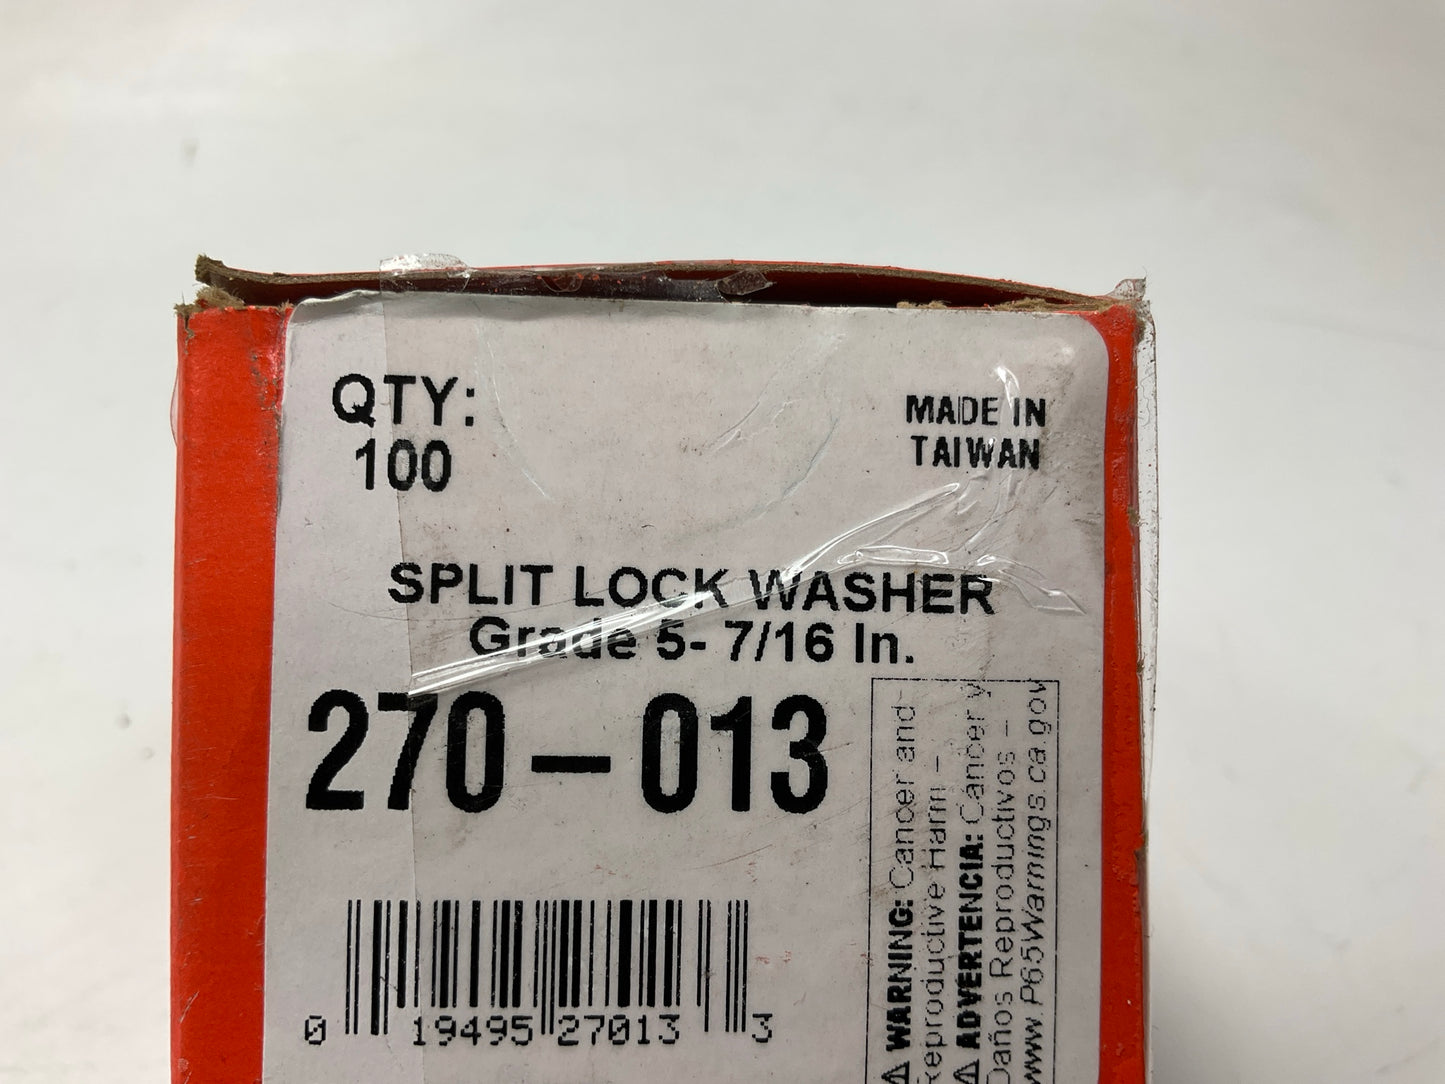 QTY:
100
MADE IN
TAIWAN
SPLIT LOCK WASHER
Grade 5- 7/16 In.
270-013
0 19495 27013 3
⚠ WARNING: Cancer and
Reproductive Harm -
⚠ ADVERTENCIA: Cancer y
Daños Reproductivos -
www.P65Warnings.ca.gov